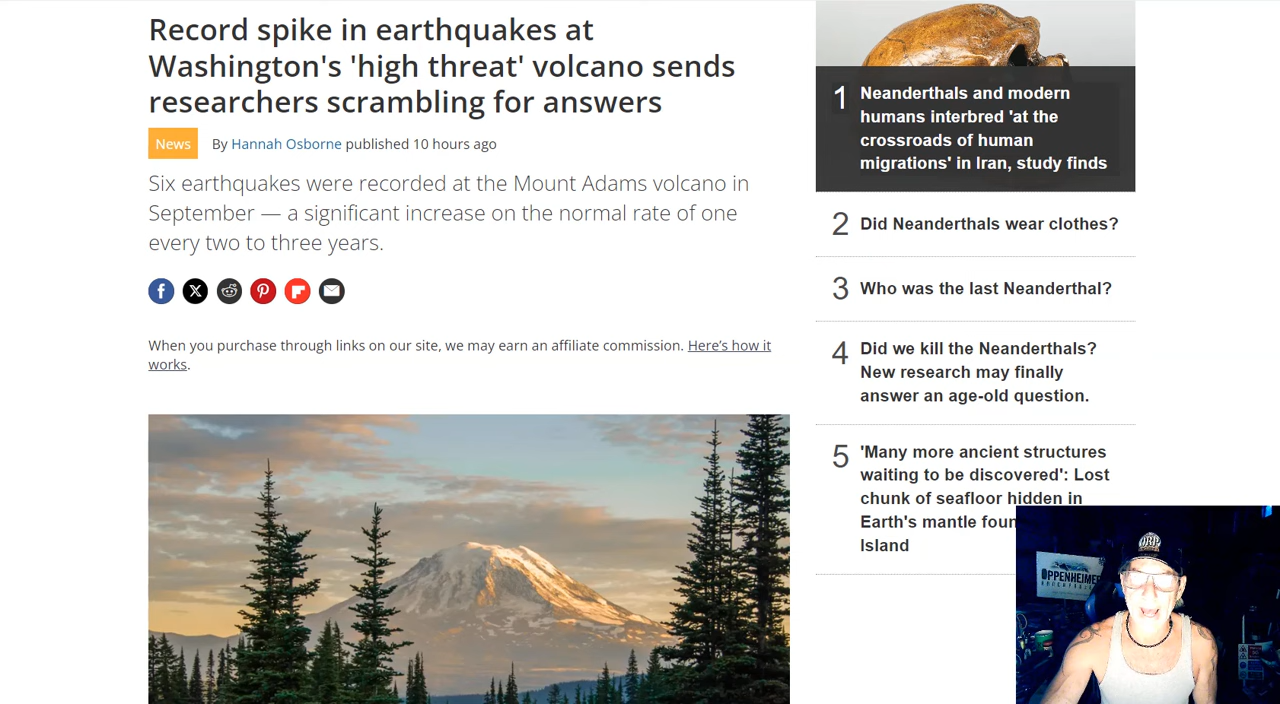 Record spike in earthquakes at
Washington's 'high threat' volcano sends
researchers scrambling for answers
News By Hannah Osborne published 10 hours ago
Six earthquakes were recorded at the Mount Adams volcano in
September — a significant increase on the normal rate of one
every two to three years.
When you purchase through links on our site, we may earn an affiliate commission. Here's how it
works.
1 Neanderthals and modern
humans interbred 'at the
crossroads of human
migrations' in Iran, study finds
2 Did Neanderthals wear clothes?
3 Who was the last Neanderthal?
4 Did we kill the Neanderthals?
New research may finally
answer an age-old question.
5 'Many more ancient structures
waiting to be discovered': Lost
chunk of seafloor hidden in
Earth's mantle
Island
OPPENHEIMER